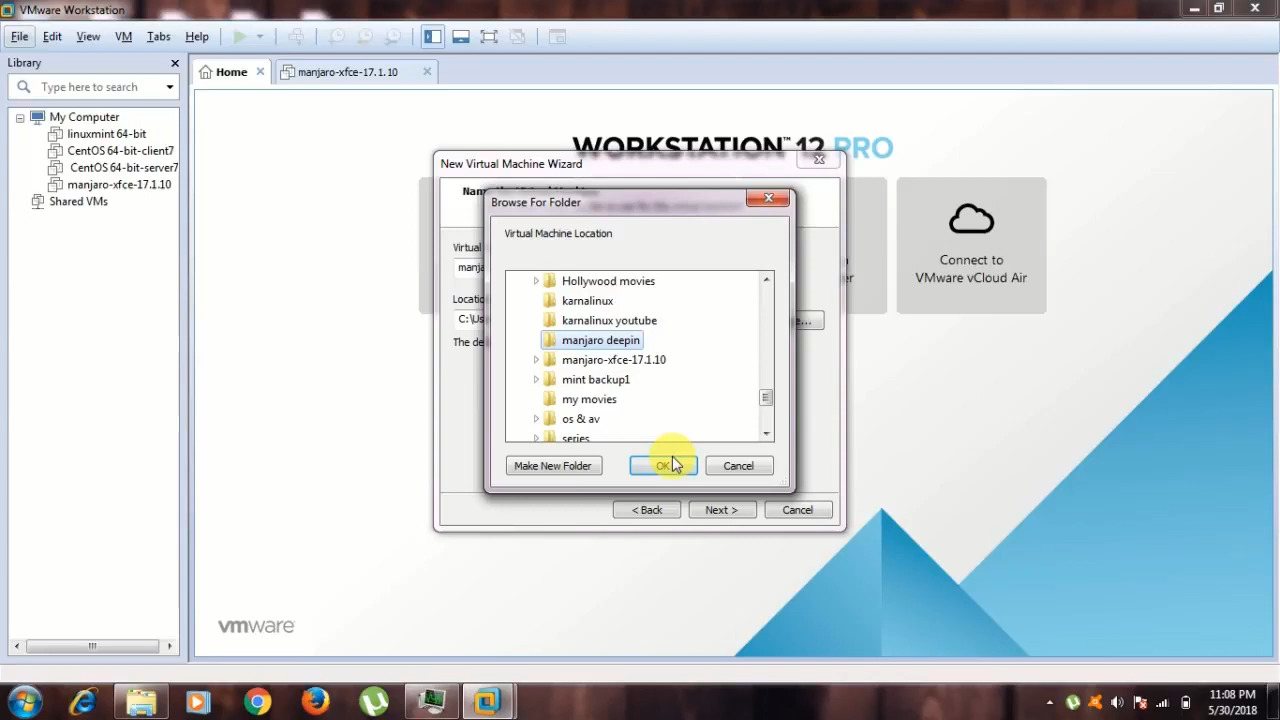 VMware Workstation
File Edit View VM Tabs Help
Library
Type here to search
My Computer
linuxmint 64-bit
CentOS 64-bit-client7
CentOS 64-bit-server7
manjaro-xfce-17.1.10
Shared VMs
Home
manjaro-xfce-17.1.10
WORKSTATION™ 12 PRO
New Virtual Machine Wizard
Browse For Folder
Virtual Machine Location
Hollywood movies
karnalinux
karnalinux youtube
manjaro deepin
manjaro-xfce-17.1.10
mint backup1
my movies
os & av
series
Make New Folder OK Cancel
< Back Next > Cancel
Connect to
VMware vCloud Air
vmware
11:08 PM
5/30/2018